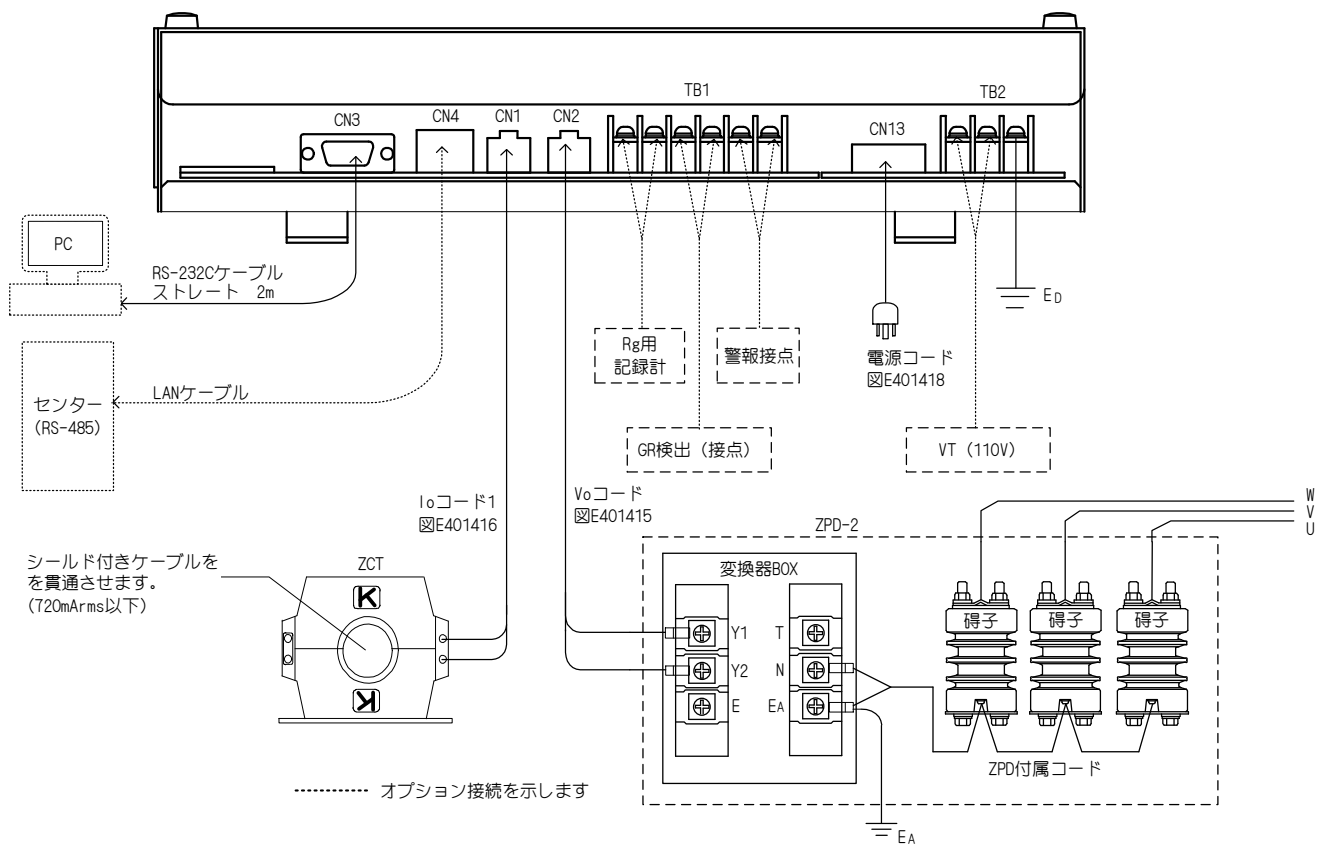 TB1
TB2
CN3
CN4
CN1
CN2
CN13
PC
RS-232Cケーブル
ストレート 2m
ED
Rg用
記録計
警報接点
電源コード
図E401418
センター
(RS-485)
LANケーブル
GR検出（接点）
VT（110V）
Ioコード1
図E401416
Voコード
図E401415
ZPD-2
W
V
U
シールド付きケーブルを
を貫通させます。
(720mArms以下)
ZCT
K
K
変換器BOX
Y1
Y2
E
T
N
EA
碍子
碍子
碍子
ZPD付属コード
オプション接続を示します
EA